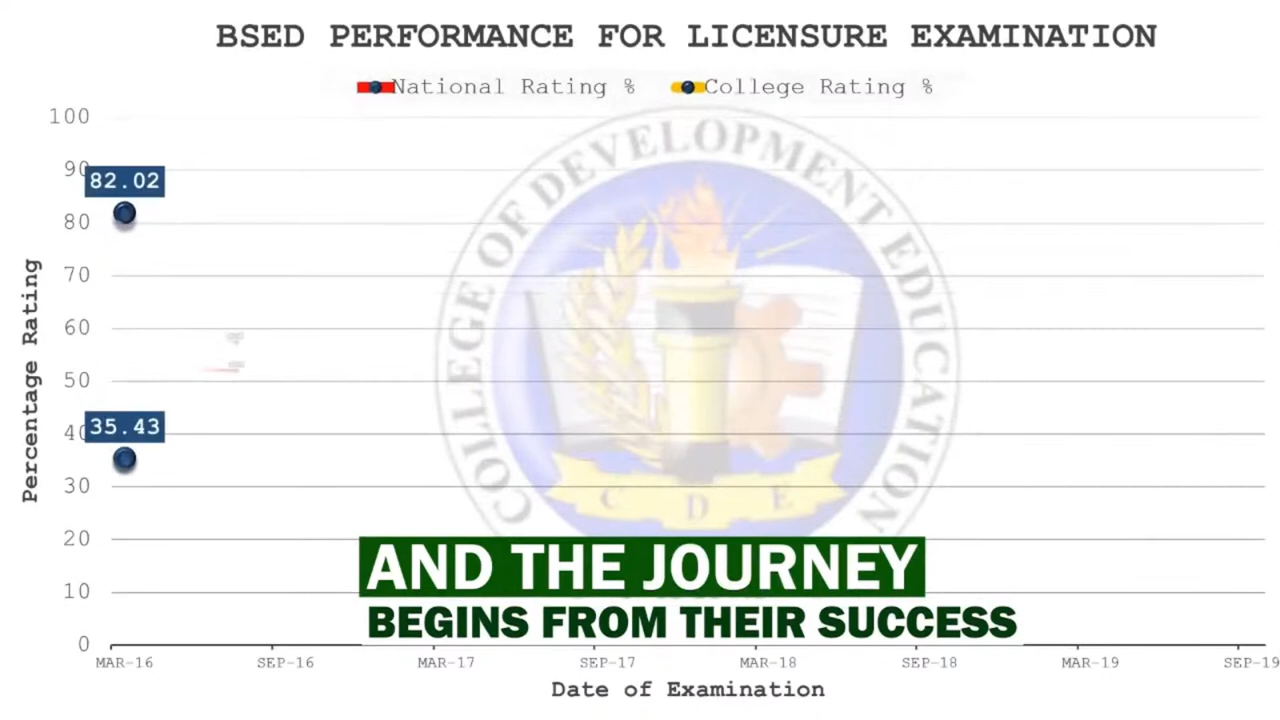 BSED PERFORMANCE FOR LICENSURE EXAMINATION
National Rating %
College Rating %
100
90
82.02
80
70
60
50
40
35.43
30
20
10
0
Percentage Rating
COLLEGE OF DEVELOPMENT EDUCATION
C D E
AND THE JOURNEY
BEGINS FROM THEIR SUCCESS
MAR-16
SEP-16
MAR-17
SEP-17
MAR-18
SEP-18
MAR-19
SEP-19
Date of Examination